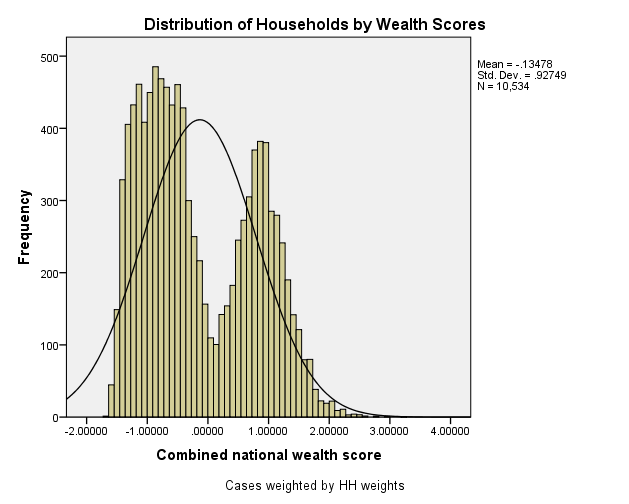 Distribution of Households by Wealth Scores
Mean = -.13478
Std. Dev. = .92749
N = 10,534
500
400
300
200
100
0
Frequency
-2.00000 -1.00000 .00000 1.00000 2.00000 3.00000 4.00000
Combined national wealth score
Cases weighted by HH weights